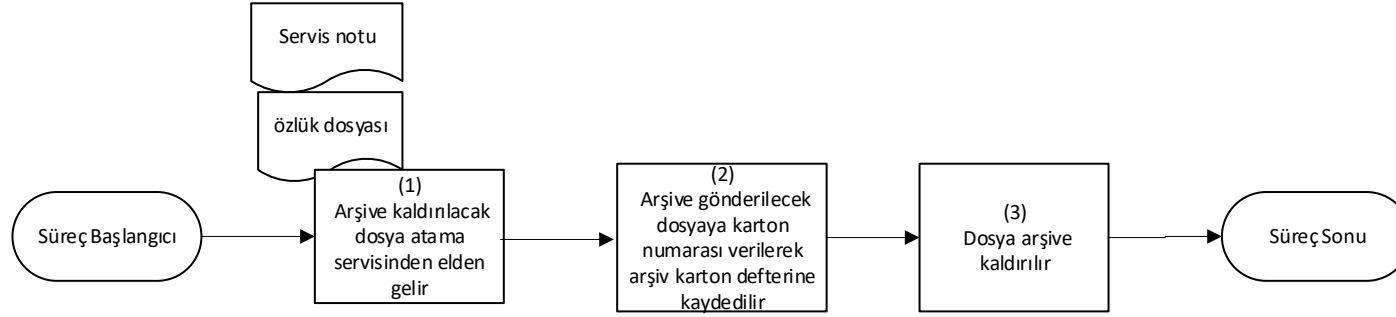 Servis notu
özlük dosyası
Süreç Başlangıcı
(1)
Arşive kaldırılacak
dosya atama
servisinden elden
gelir
(2)
Arşive gönderilecek
dosyaya karton
numarası verilerek
arşiv karton defterine
kaydedilir
(3)
Dosya arşive
kaldırılır
Süreç Sonu